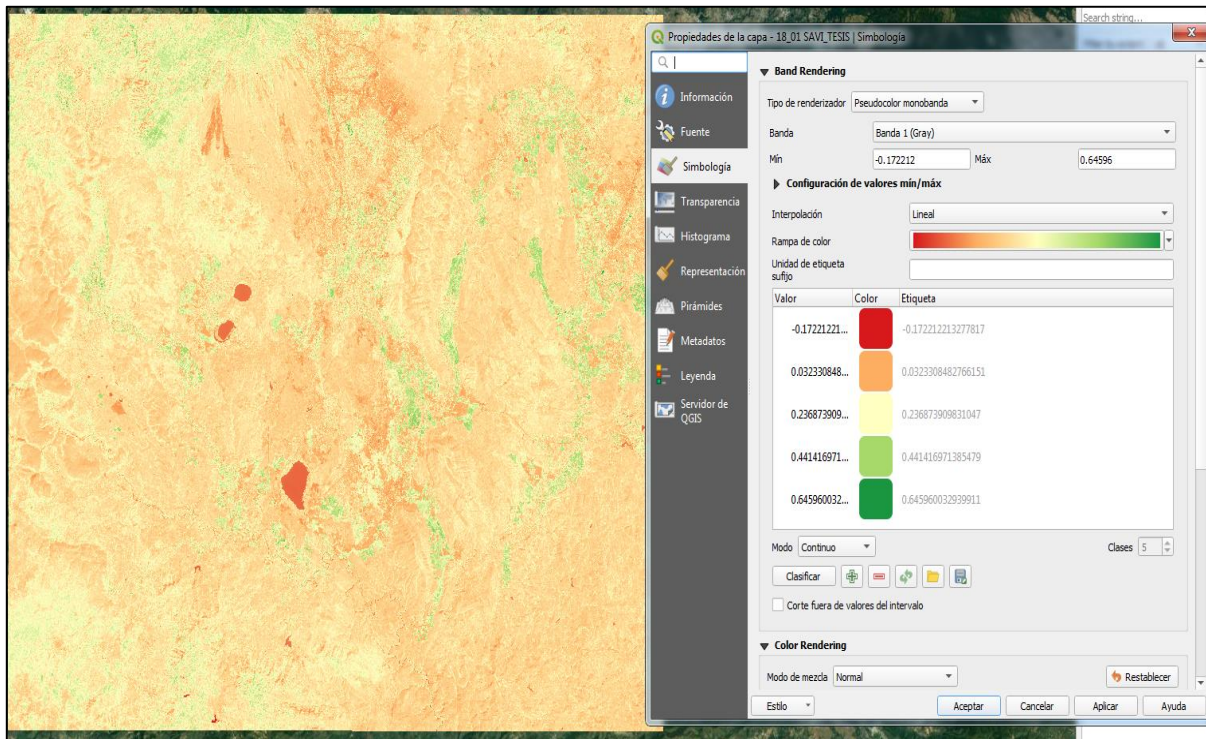 Search string...
Propiedades de la capa - 18_01 SAVI_TESIS | Simbología
Información
Fuente
Simbología
Transparencia
Histograma
Representación
Pirámides
Metadatos
Leyenda
Servidor de
QGIS
Band Rendering
Tipo de renderizador Pseudocolor monobanda
Banda Banda 1 (Gray)
Mín -0.172212 Máx 0.64596
Configuración de valores mín/máx
Interpolación Lineal
Rampa de color
Unidad de etiqueta
sufijo
Valor Color Etiqueta
-0.17221221... -0.172212213277817
0.032330848... 0.0323308482766151
0.236873909... 0.236873909831047
0.441416971... 0.441416971385479
0.645960032... 0.645960032939911
Modo Continuo Clases 5
Clasificar
Corte fuera de valores del intervalo
Color Rendering
Modo de mezcla Normal Restablecer
Estilo Aceptar Cancelar Aplicar Ayuda